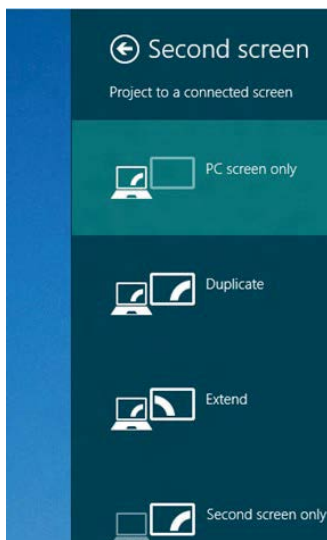 Second screen
Project to a connected screen
PC screen only
Duplicate
Extend
Second screen only